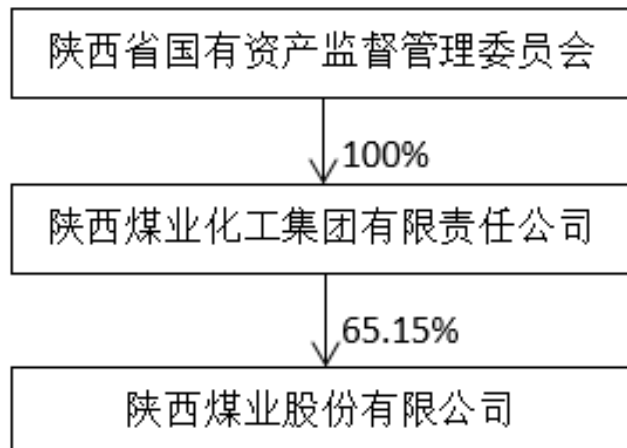 陕西省国有资产监督管理委员会
100%
陕西煤业化工集团有限责任公司
65.15%
陕西煤业股份有限公司